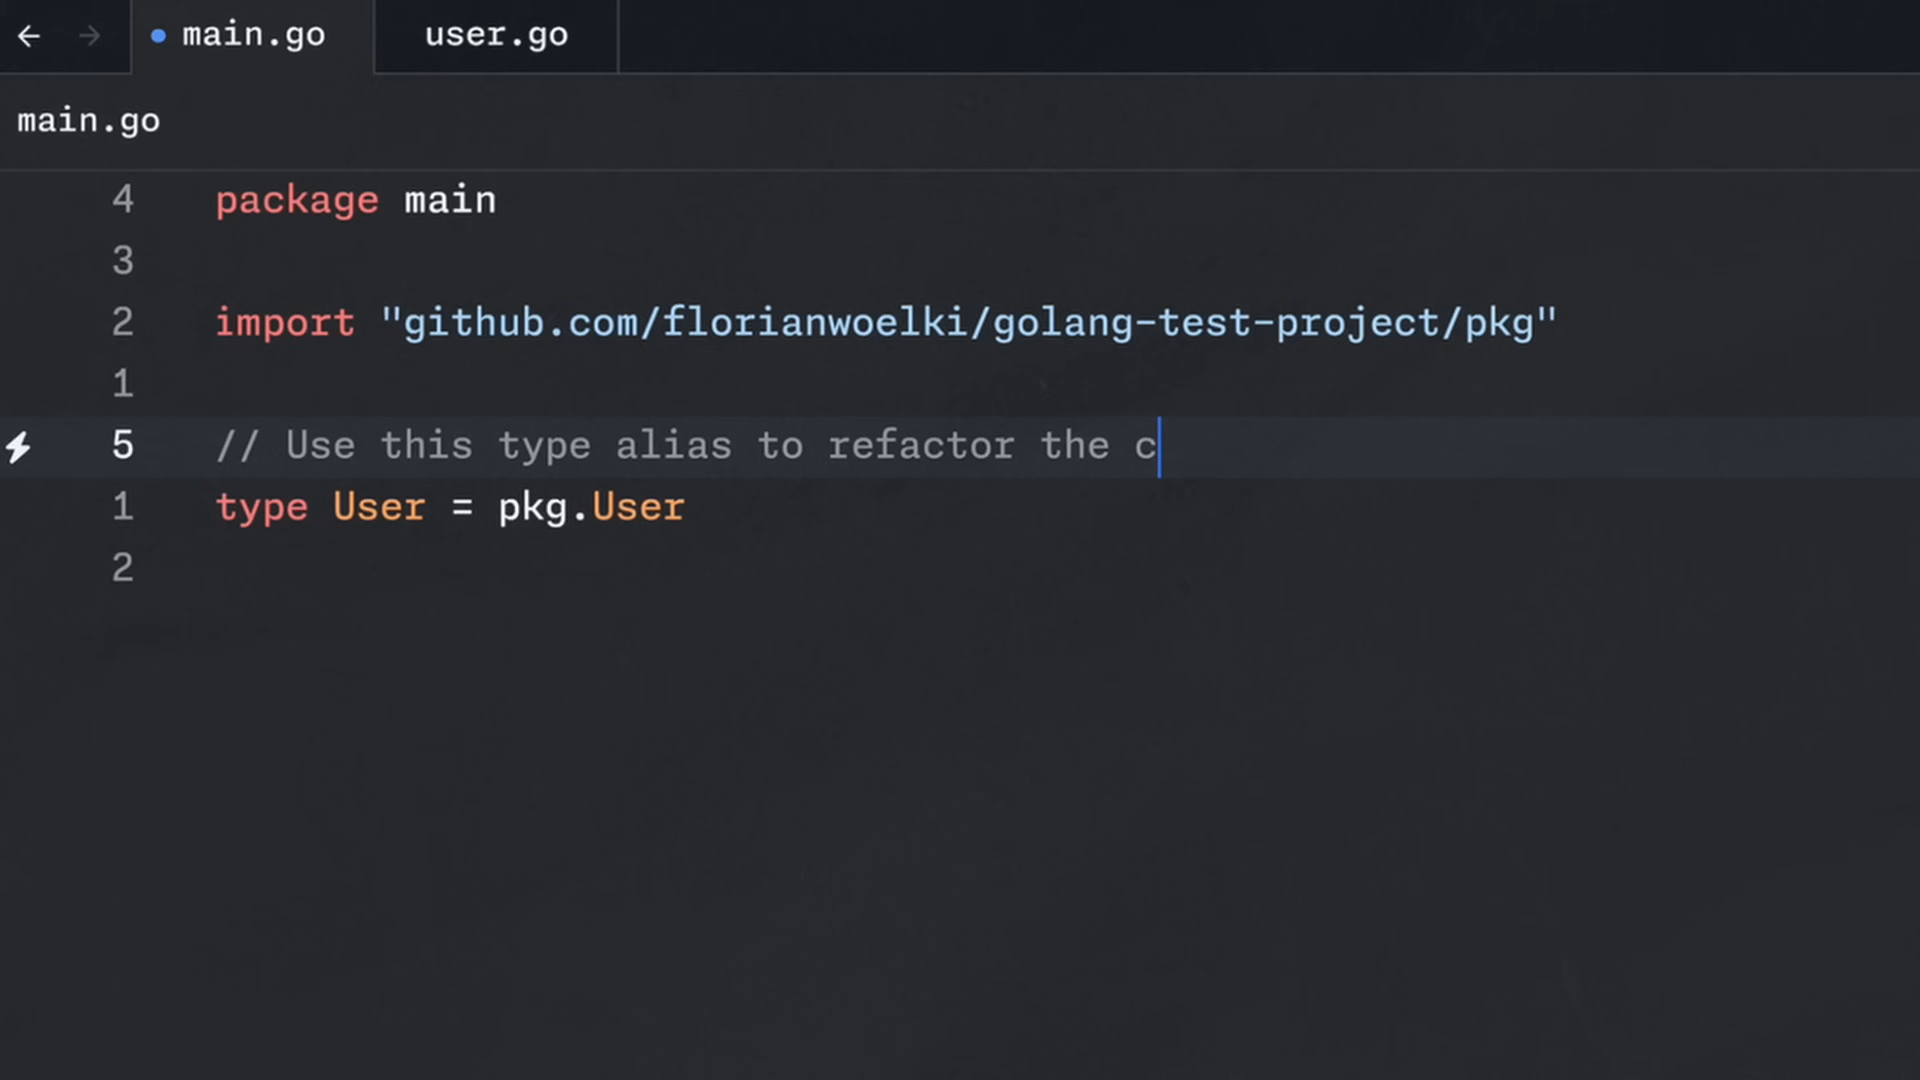 ← → main.go user.go
main.go
4 package main
3
2 import "github.com/florianwoelki/golang-test-project/pkg"
1
5 // Use this type alias to refactor the c
1 type User = pkg.User
2